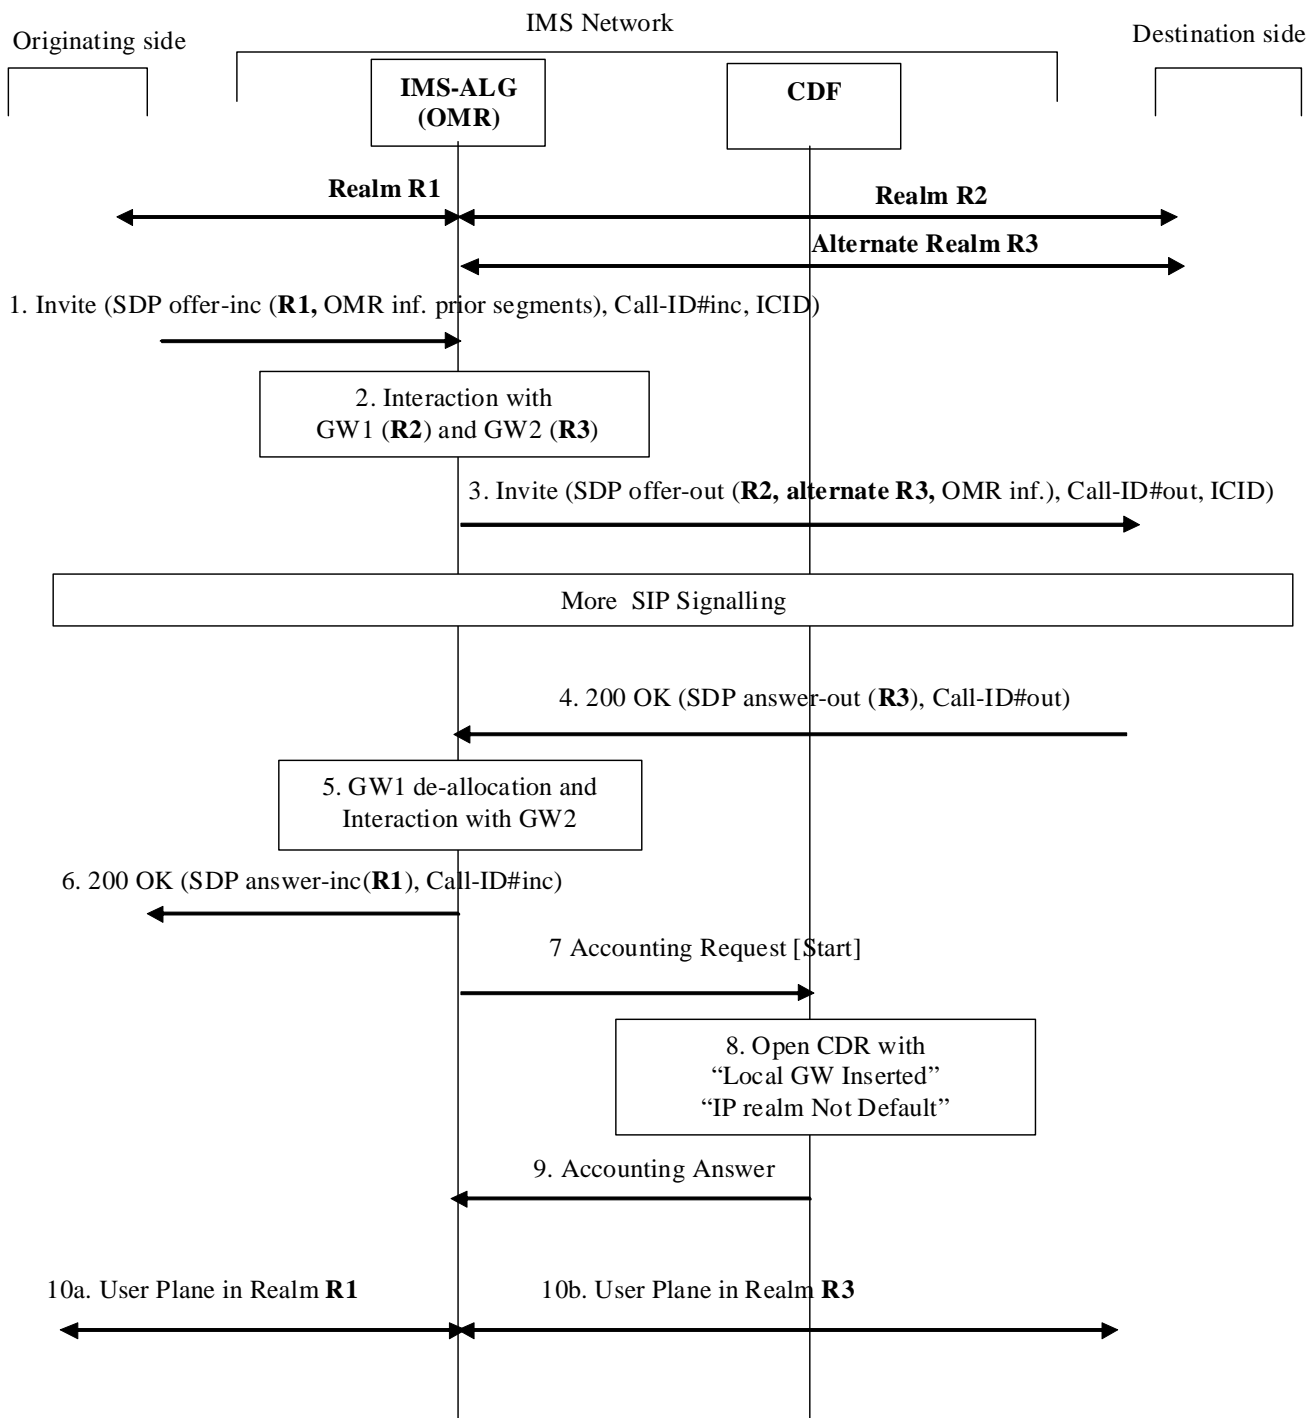 IMS Network
Originating side
Destination side
IMS-ALG
(OMR)
CDF
Realm R1
Realm R2
Alternate Realm R3
1. Invite (SDP offer-inc (R1, OMR inf. prior segments), Call-ID#inc, ICID)
2. Interaction with
GW1 (R2) and GW2 (R3)
3. Invite (SDP offer-out (R2, alternate R3, OMR inf.), Call-ID#out, ICID)
More SIP Signalling
4. 200 OK (SDP answer-out (R3), Call-ID#out)
5. GW1 de-allocation and
Interaction with GW2
6. 200 OK (SDP answer-inc(R1), Call-ID#inc)
7 Accounting Request [Start]
8. Open CDR with
“Local GW Inserted”
“IP realm Not Default”
9. Accounting Answer
10a. User Plane in Realm R1
10b. User Plane in Realm R3